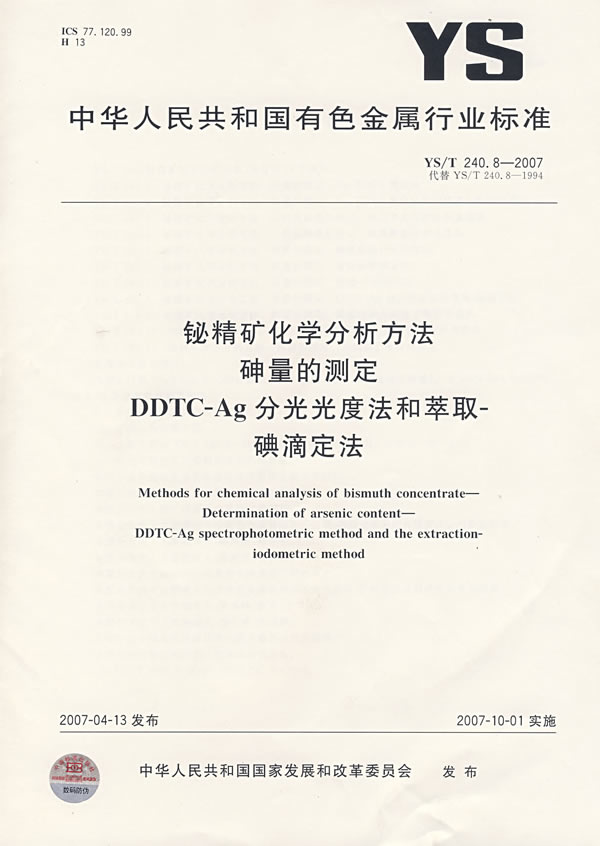 ICS 77.120.99
H 13
YS
中华人民共和国有色金属行业标准
YS/T 240.8—2007
代替 YS/T 240.8—1994
铋精矿化学分析方法
砷量的测定
DDTC-Ag 分光光度法和萃取-
碘滴定法
Methods for chemical analysis of bismuth concentrate—
Determination of arsenic content—
DDTC-Ag spectrophotometric method and the extraction-
iodometric method
2007-04-13 发布
2007-10-01 实施
中华人民共和国国家发展和改革委员会 发布
数码防伪